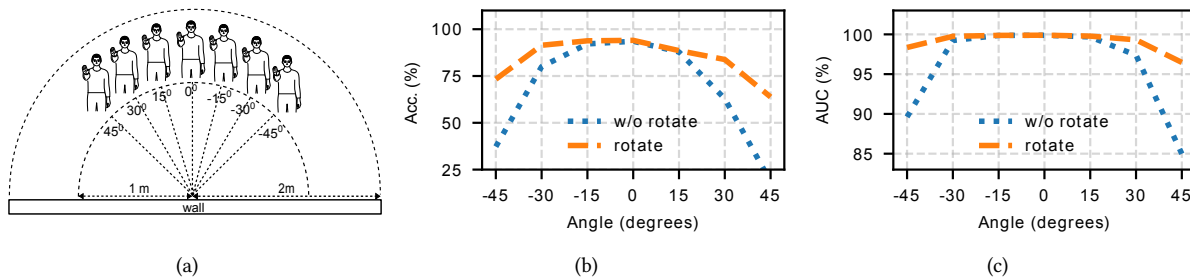 45⁰
30⁰
15⁰
0⁰
-15⁰
-30⁰
-45⁰
1 m
2m
wall
(a)
Acc. (%)
100
75
50
25
w/o rotate
rotate
-45 -30 -15 0 15 30 45
Angle (degrees)
(b)
AUC (%)
100
95
90
85
w/o rotate
rotate
-45 -30 -15 0 15 30 45
Angle (degrees)
(c)